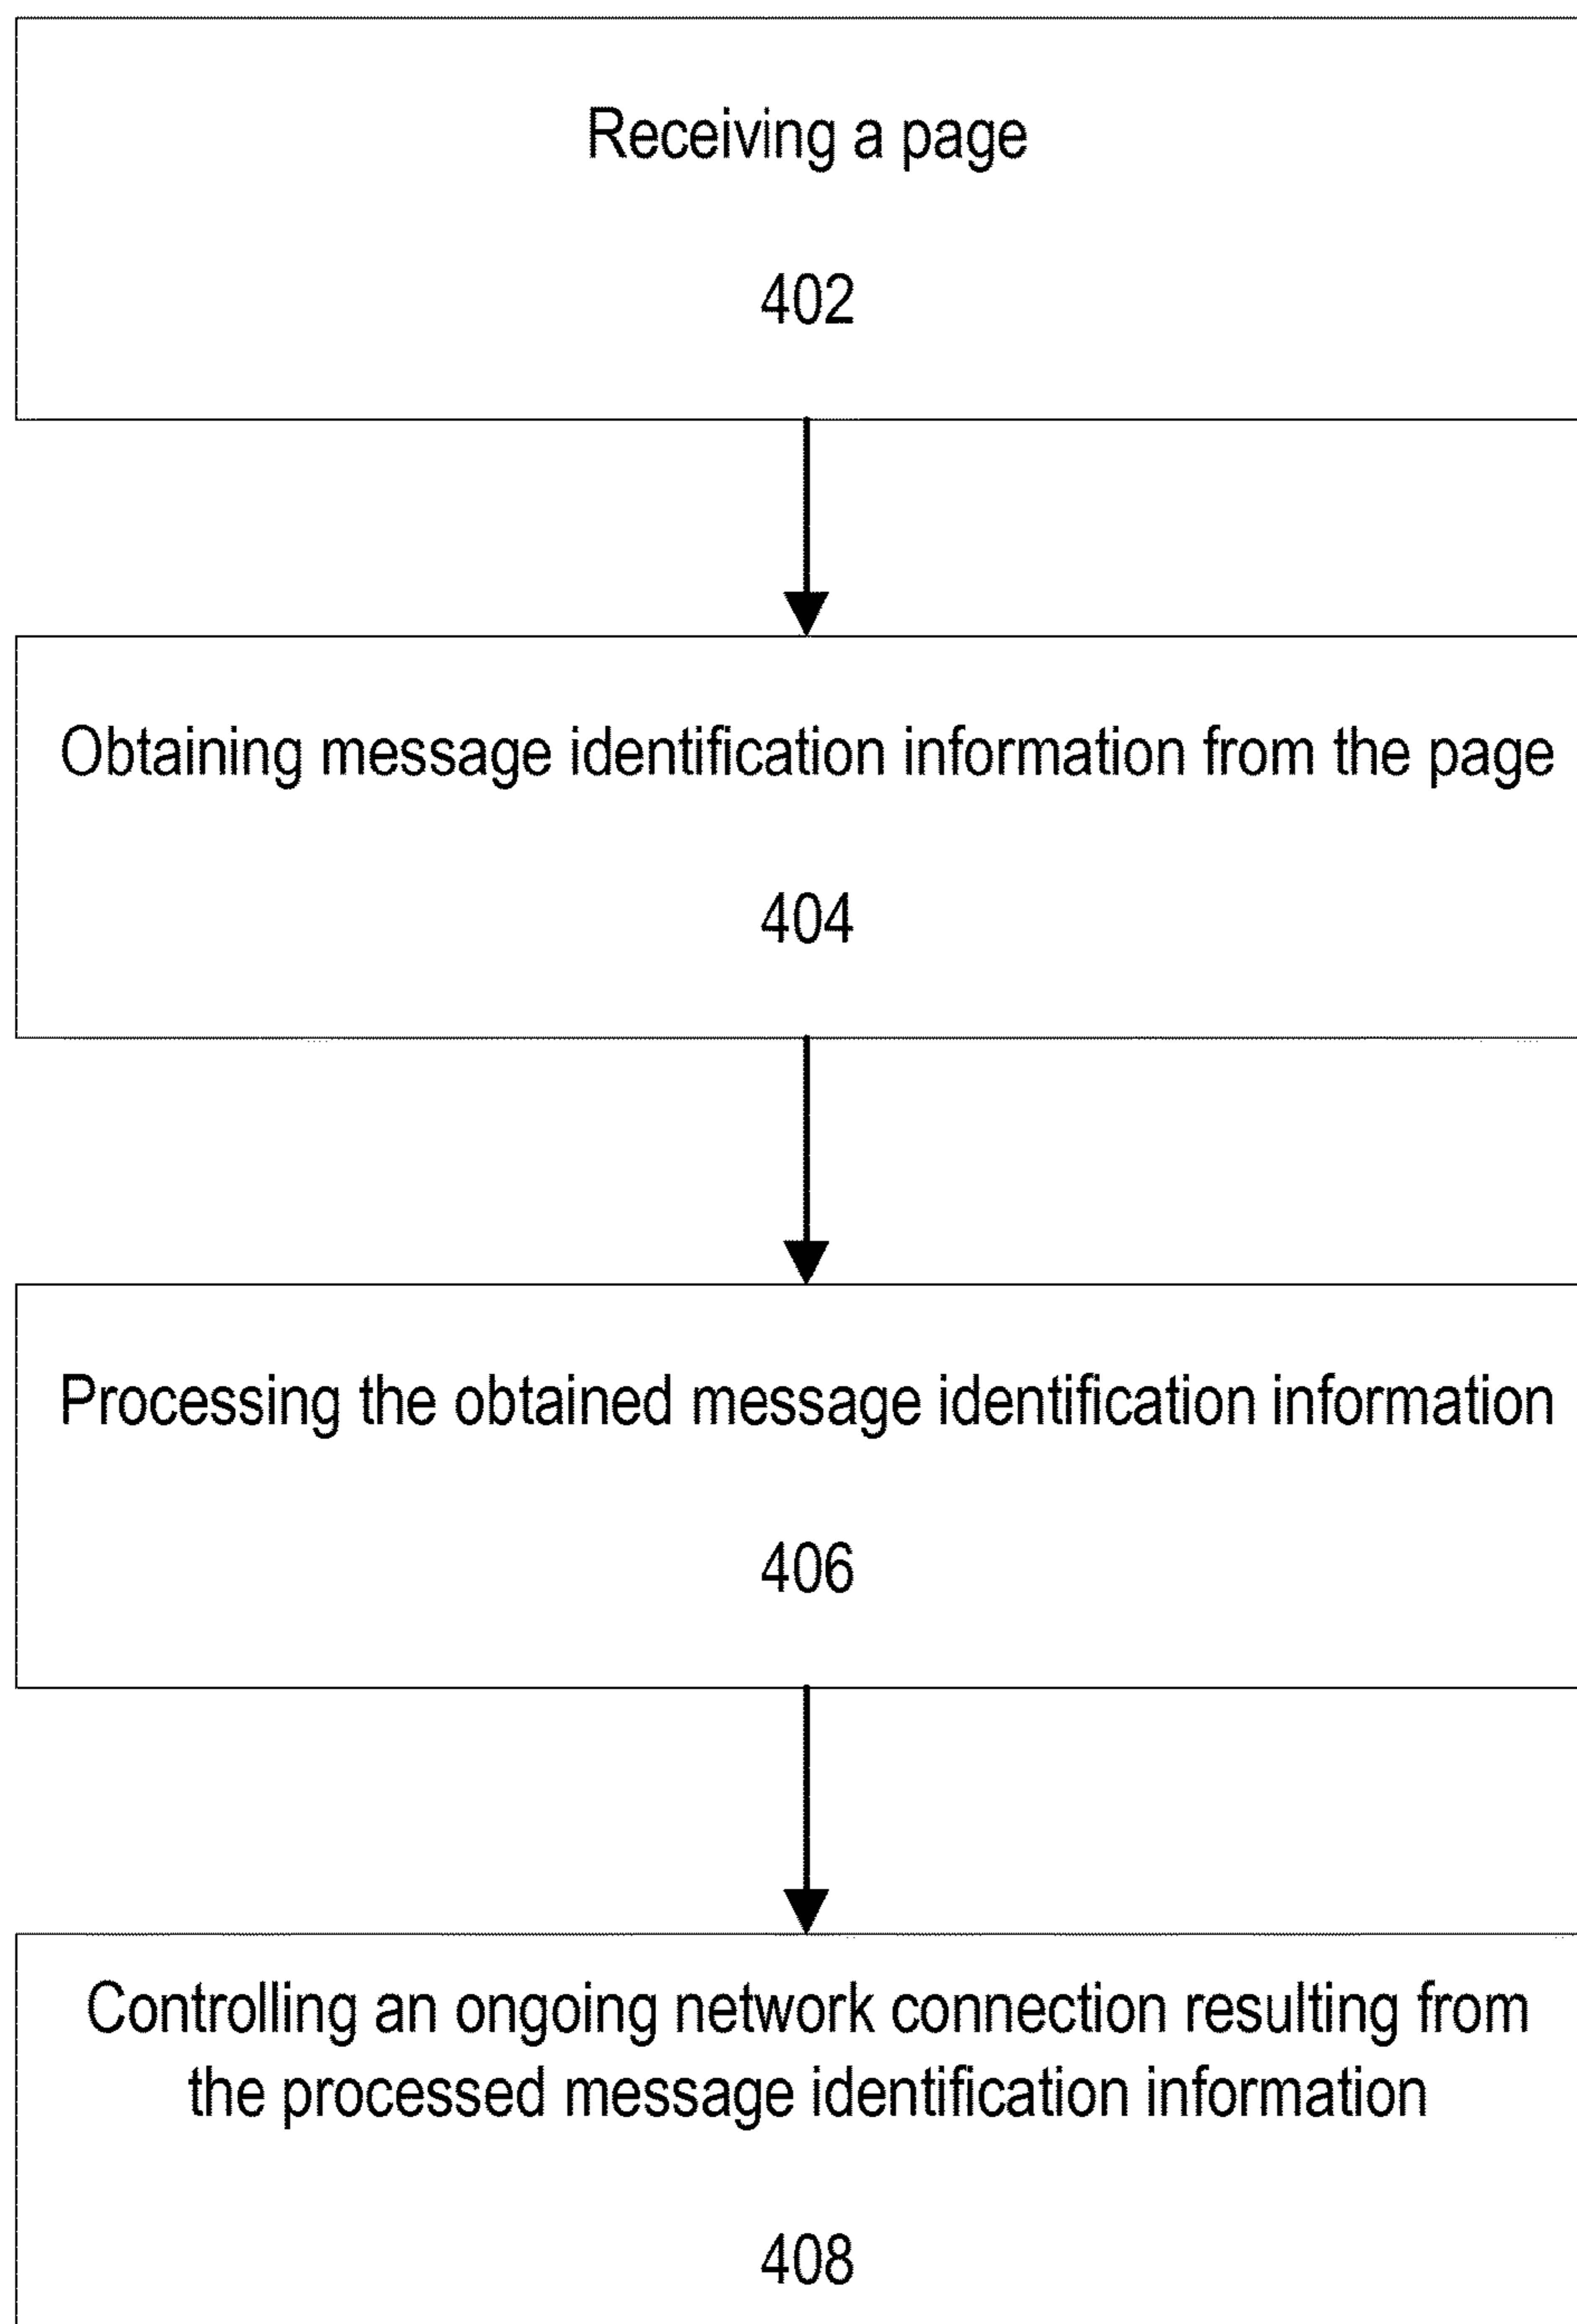 Receiving a page
402
Obtaining message identification information from the page
404
Processing the obtained message identification information
406
Controlling an ongoing network connection resulting from
the processed message identification information
408